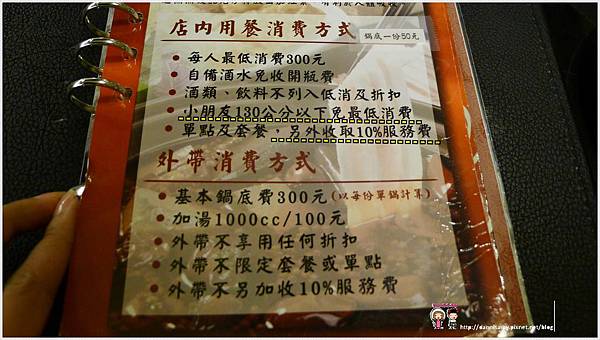 店內用餐消費方式 鍋底一份50元
• 每人最低消費300元
• 自備酒水免收開瓶費
• 酒類、飲料不列入低消及折扣
• 小朋友130公分以下免最低消費
• 單點及套餐，另外收取10%服務費
外帶消費方式
• 基本鍋底費300元(以每份單鍋計算)
• 加湯1000cc/100元
• 外帶不享用任何折扣
• 外帶不限定套餐或單點
• 外帶不另加收10%服務費